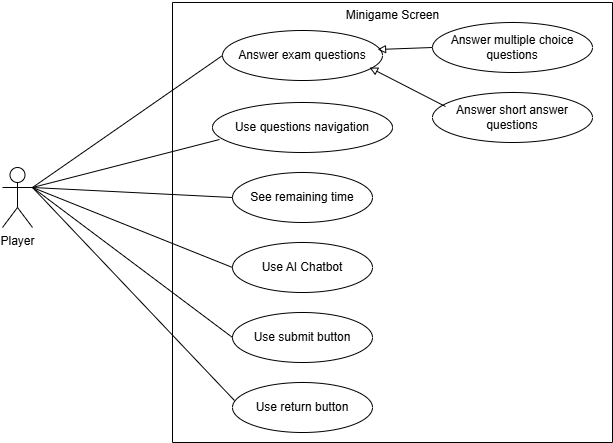 Minigame Screen
Answer exam questions
Answer multiple choice
questions
Answer short answer
questions
Use questions navigation
See remaining time
Player
Use AI Chatbot
Use submit button
Use return button